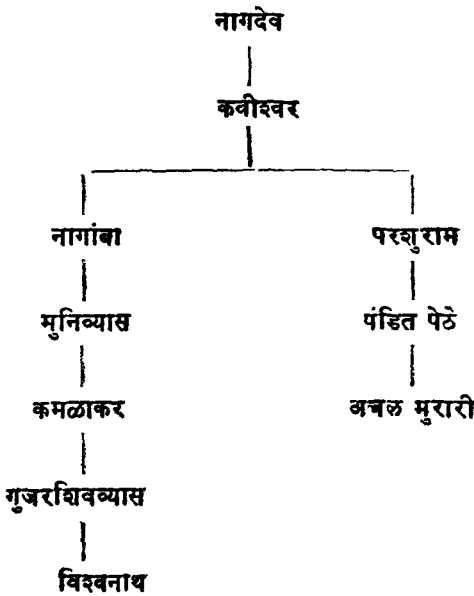 नागदेव
कवीश्वर
नागांबा परशुराम
मुनिव्यास पंडित पेठे
कमळाकर अचल मुरारी
गुजरशिवव्यास
विश्वनाथ